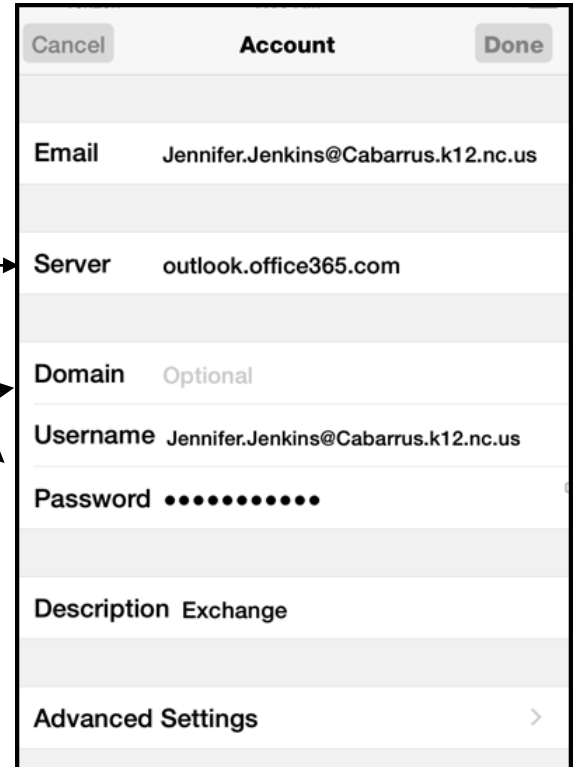 Cancel Account Done
Email Jennifer.Jenkins@Cabarrus.k12.nc.us
Server outlook.office365.com
Domain Optional
Username Jennifer.Jenkins@Cabarrus.k12.nc.us
Password •••••••••••
Description Exchange
Advanced Settings